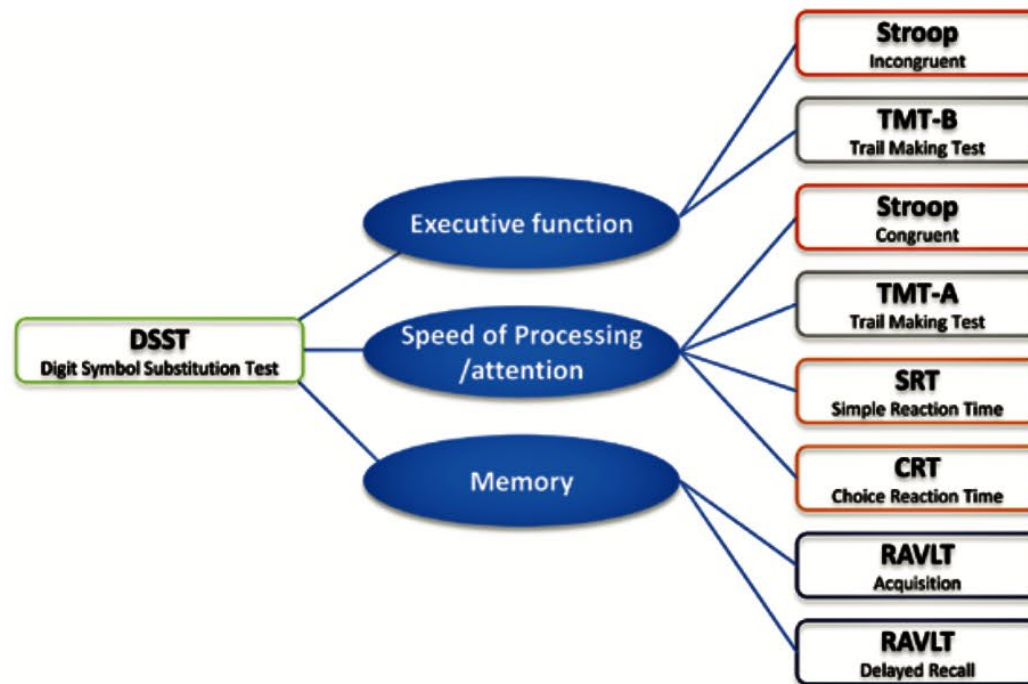 DSST
Digit Symbol Substitution Test
Executive function
Speed of Processing
/attention
Memory
Stroop
Incongruent
TMT-B
Trail Making Test
Stroop
Congruent
TMT-A
Trail Making Test
SRT
Simple Reaction Time
CRT
Choice Reaction Time
RAVLT
Acquisition
RAVLT
Delayed Recall